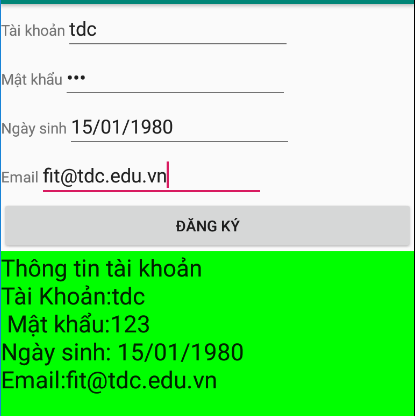 Tài khoản tdc
Mật khẩu •••
Ngày sinh 15/01/1980
Email fit@tdc.edu.vn
ĐĂNG KÝ
Thông tin tài khoản
Tài Khoản:tdc
Mật khẩu:123
Ngày sinh: 15/01/1980
Email:fit@tdc.edu.vn